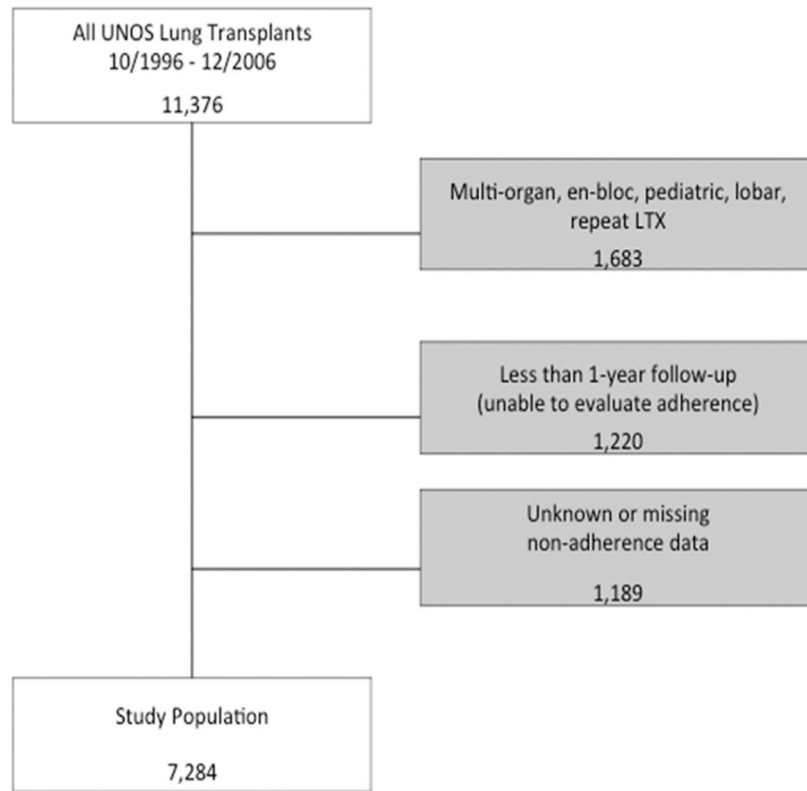 All UNOS Lung Transplants
10/1996 - 12/2006
11,376
Multi-organ, en-bloc, pediatric, lobar,
repeat LTX
1,683
Less than 1-year follow-up
(unable to evaluate adherence)
1,220
Unknown or missing
non-adherence data
1,189
Study Population
7,284